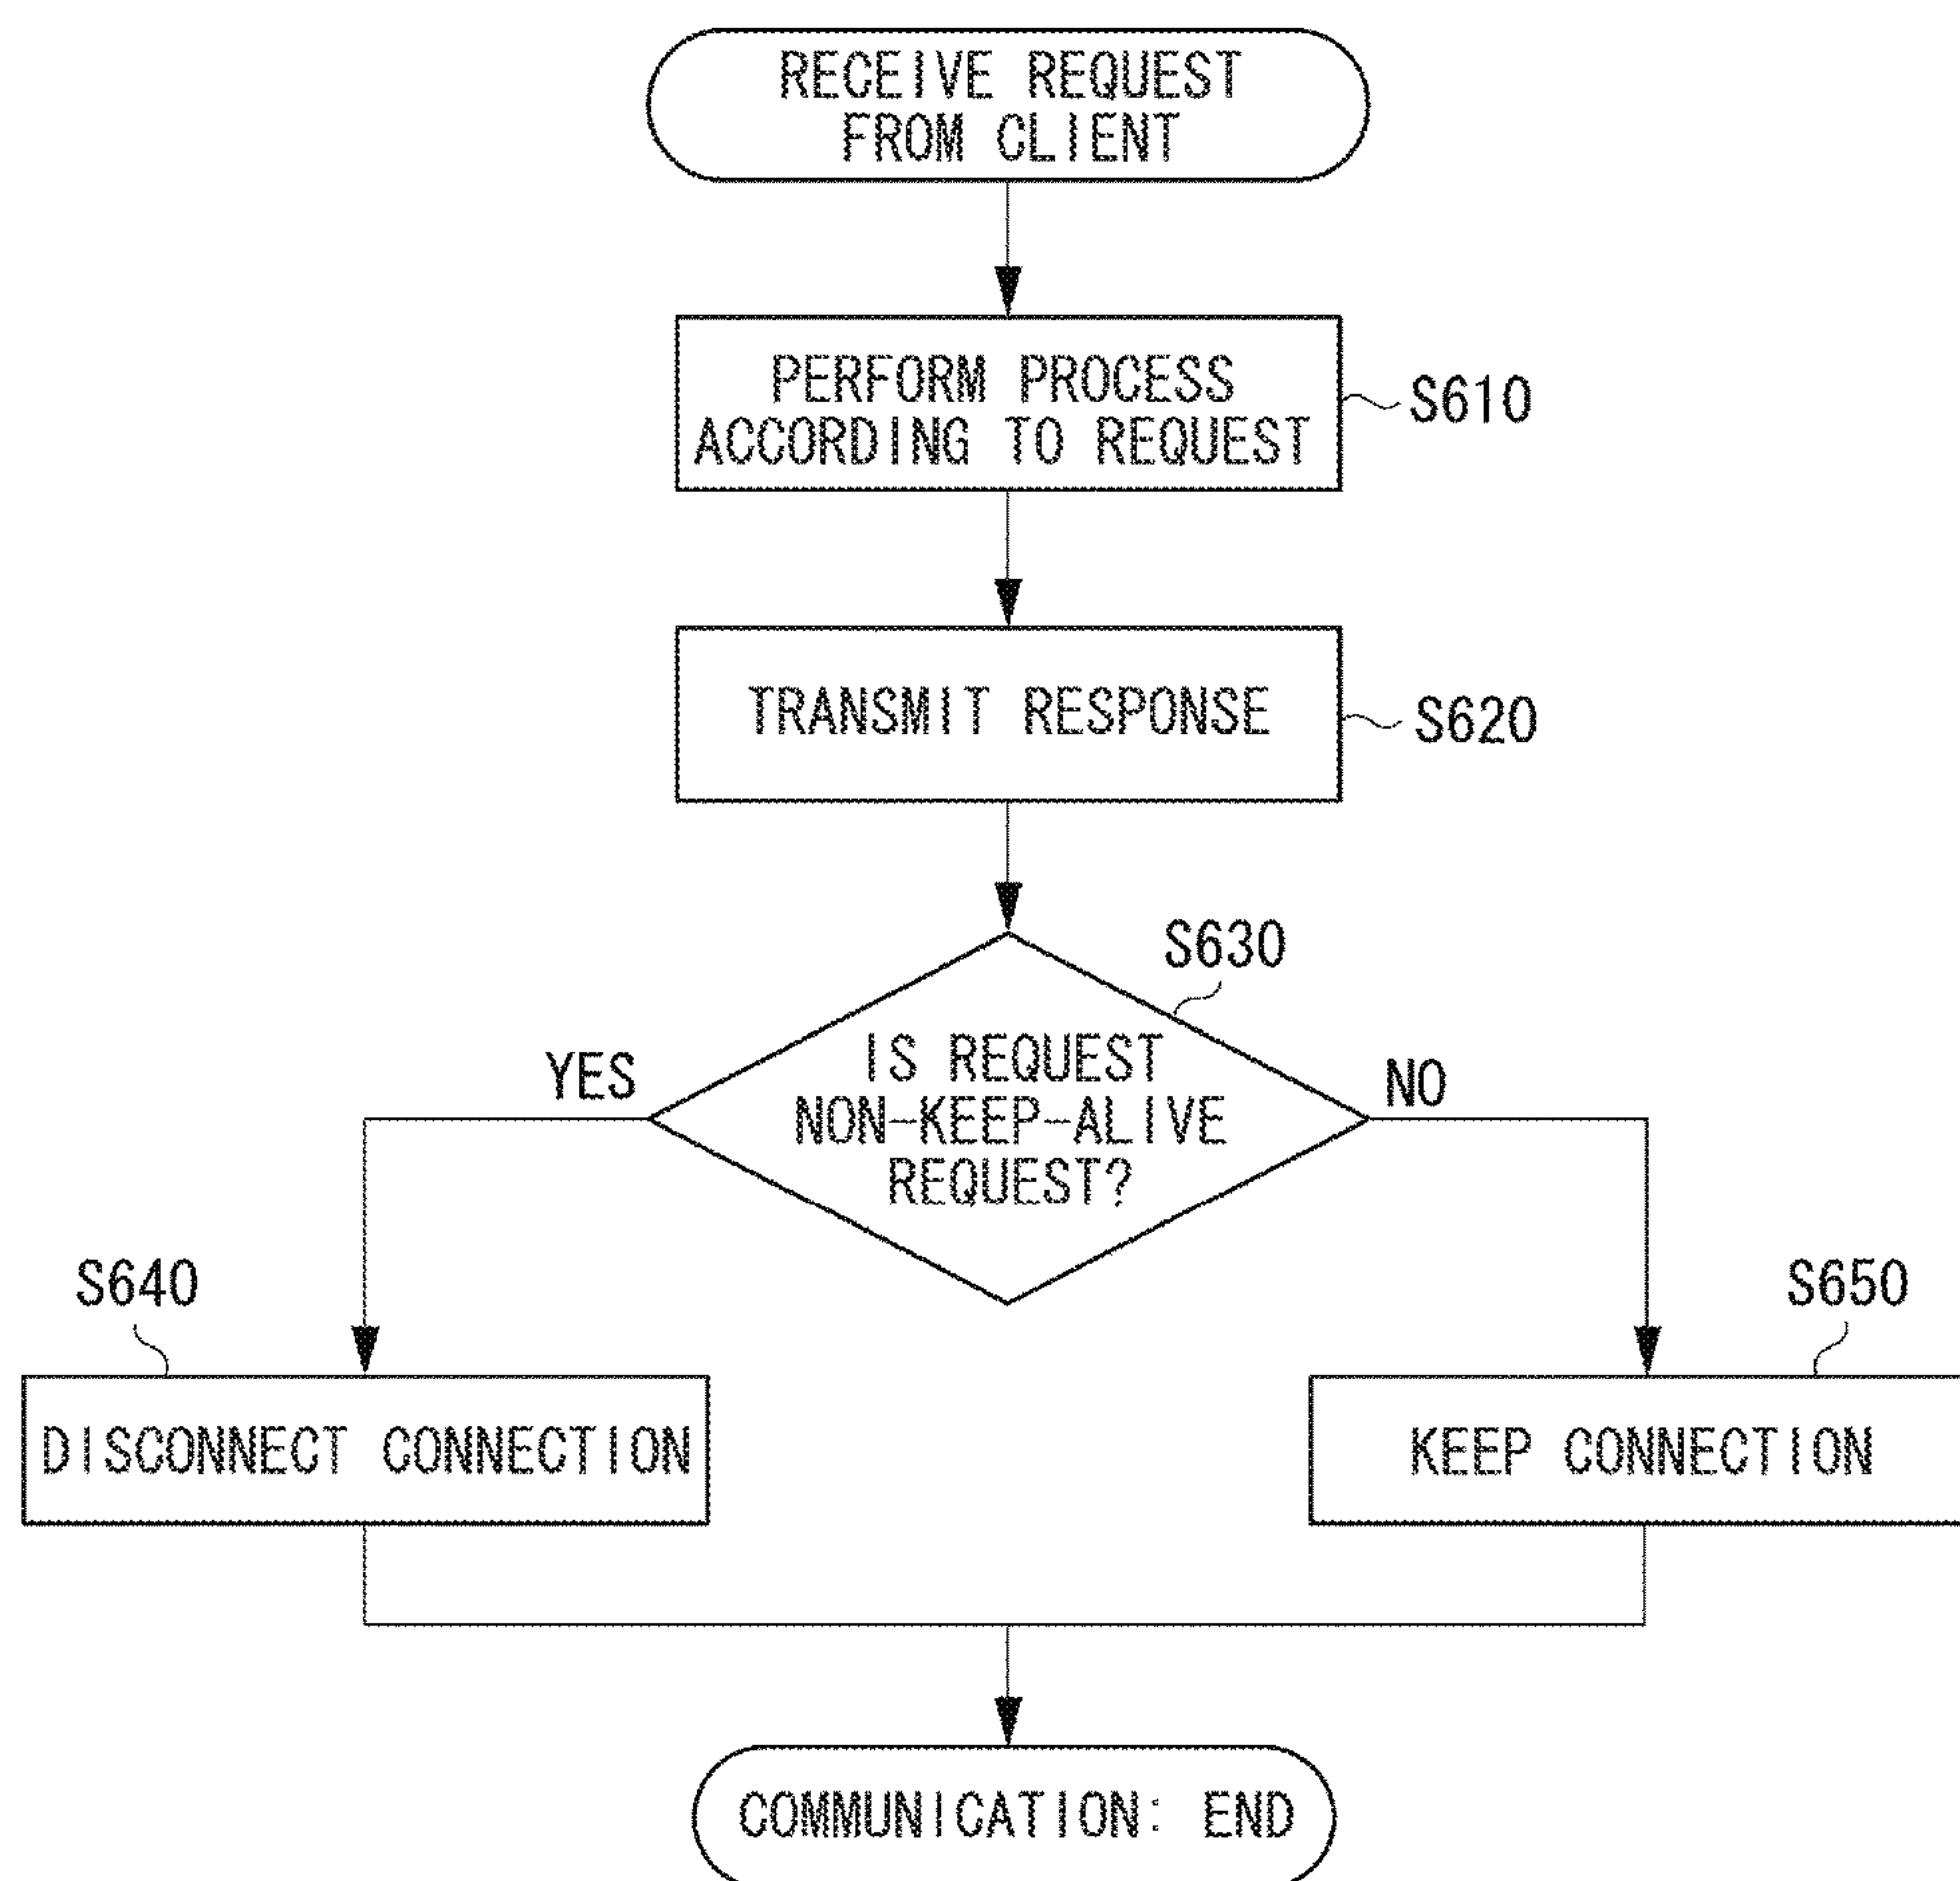 RECEIVE REQUEST
FROM CLIENT
PERFORM PROCESS
ACCORDING TO REQUEST
S610
TRANSMIT RESPONSE
S620
S630
IS REQUEST
NON-KEEP-ALIVE
REQUEST?
YES
NO
S640
S650
DISCONNECT CONNECTION
KEEP CONNECTION
COMMUNICATION: END